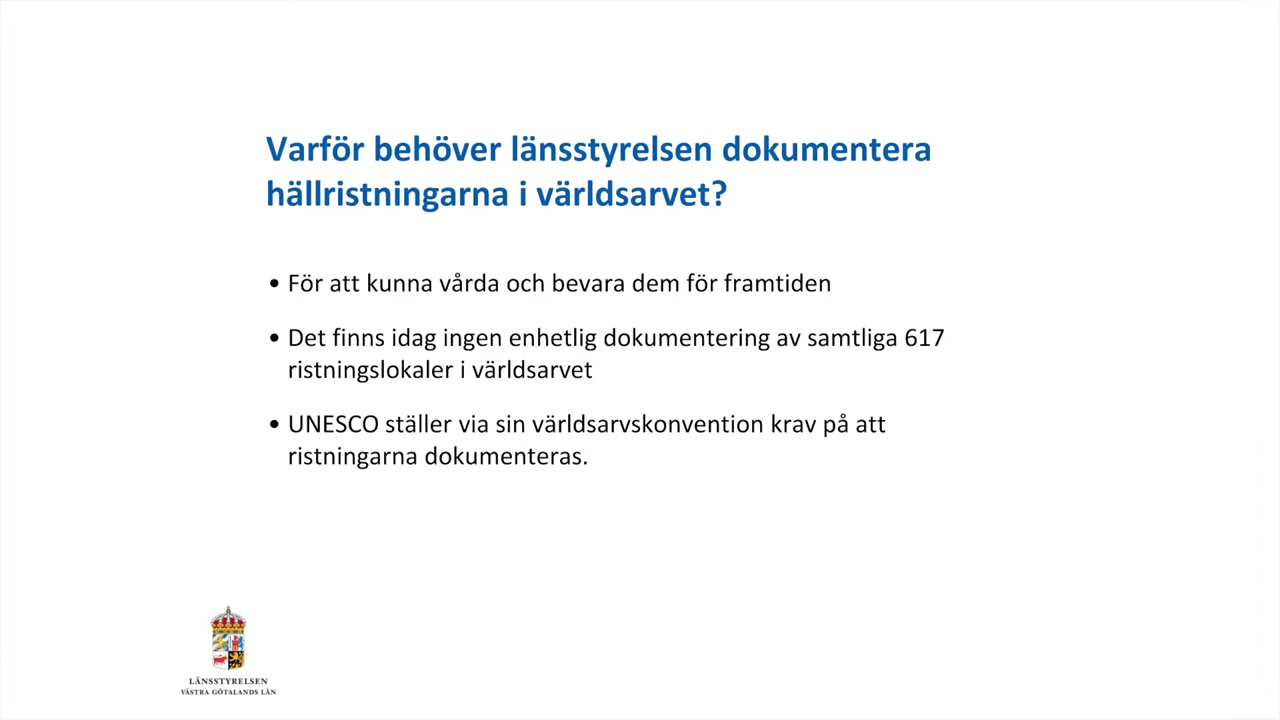 Varför behöver länsstyrelsen dokumentera
hällristningarna i världsarvet?
• För att kunna vårda och bevara dem för framtiden
• Det finns idag ingen enhetlig dokumentering av samtliga 617
ristningslokaler i världsarvet
• UNESCO ställer via sin världsarvskonvention krav på att
ristningarna dokumenteras.
LÄNSSTYRELSEN
VÄSTRA GÖTALANDS LÄN